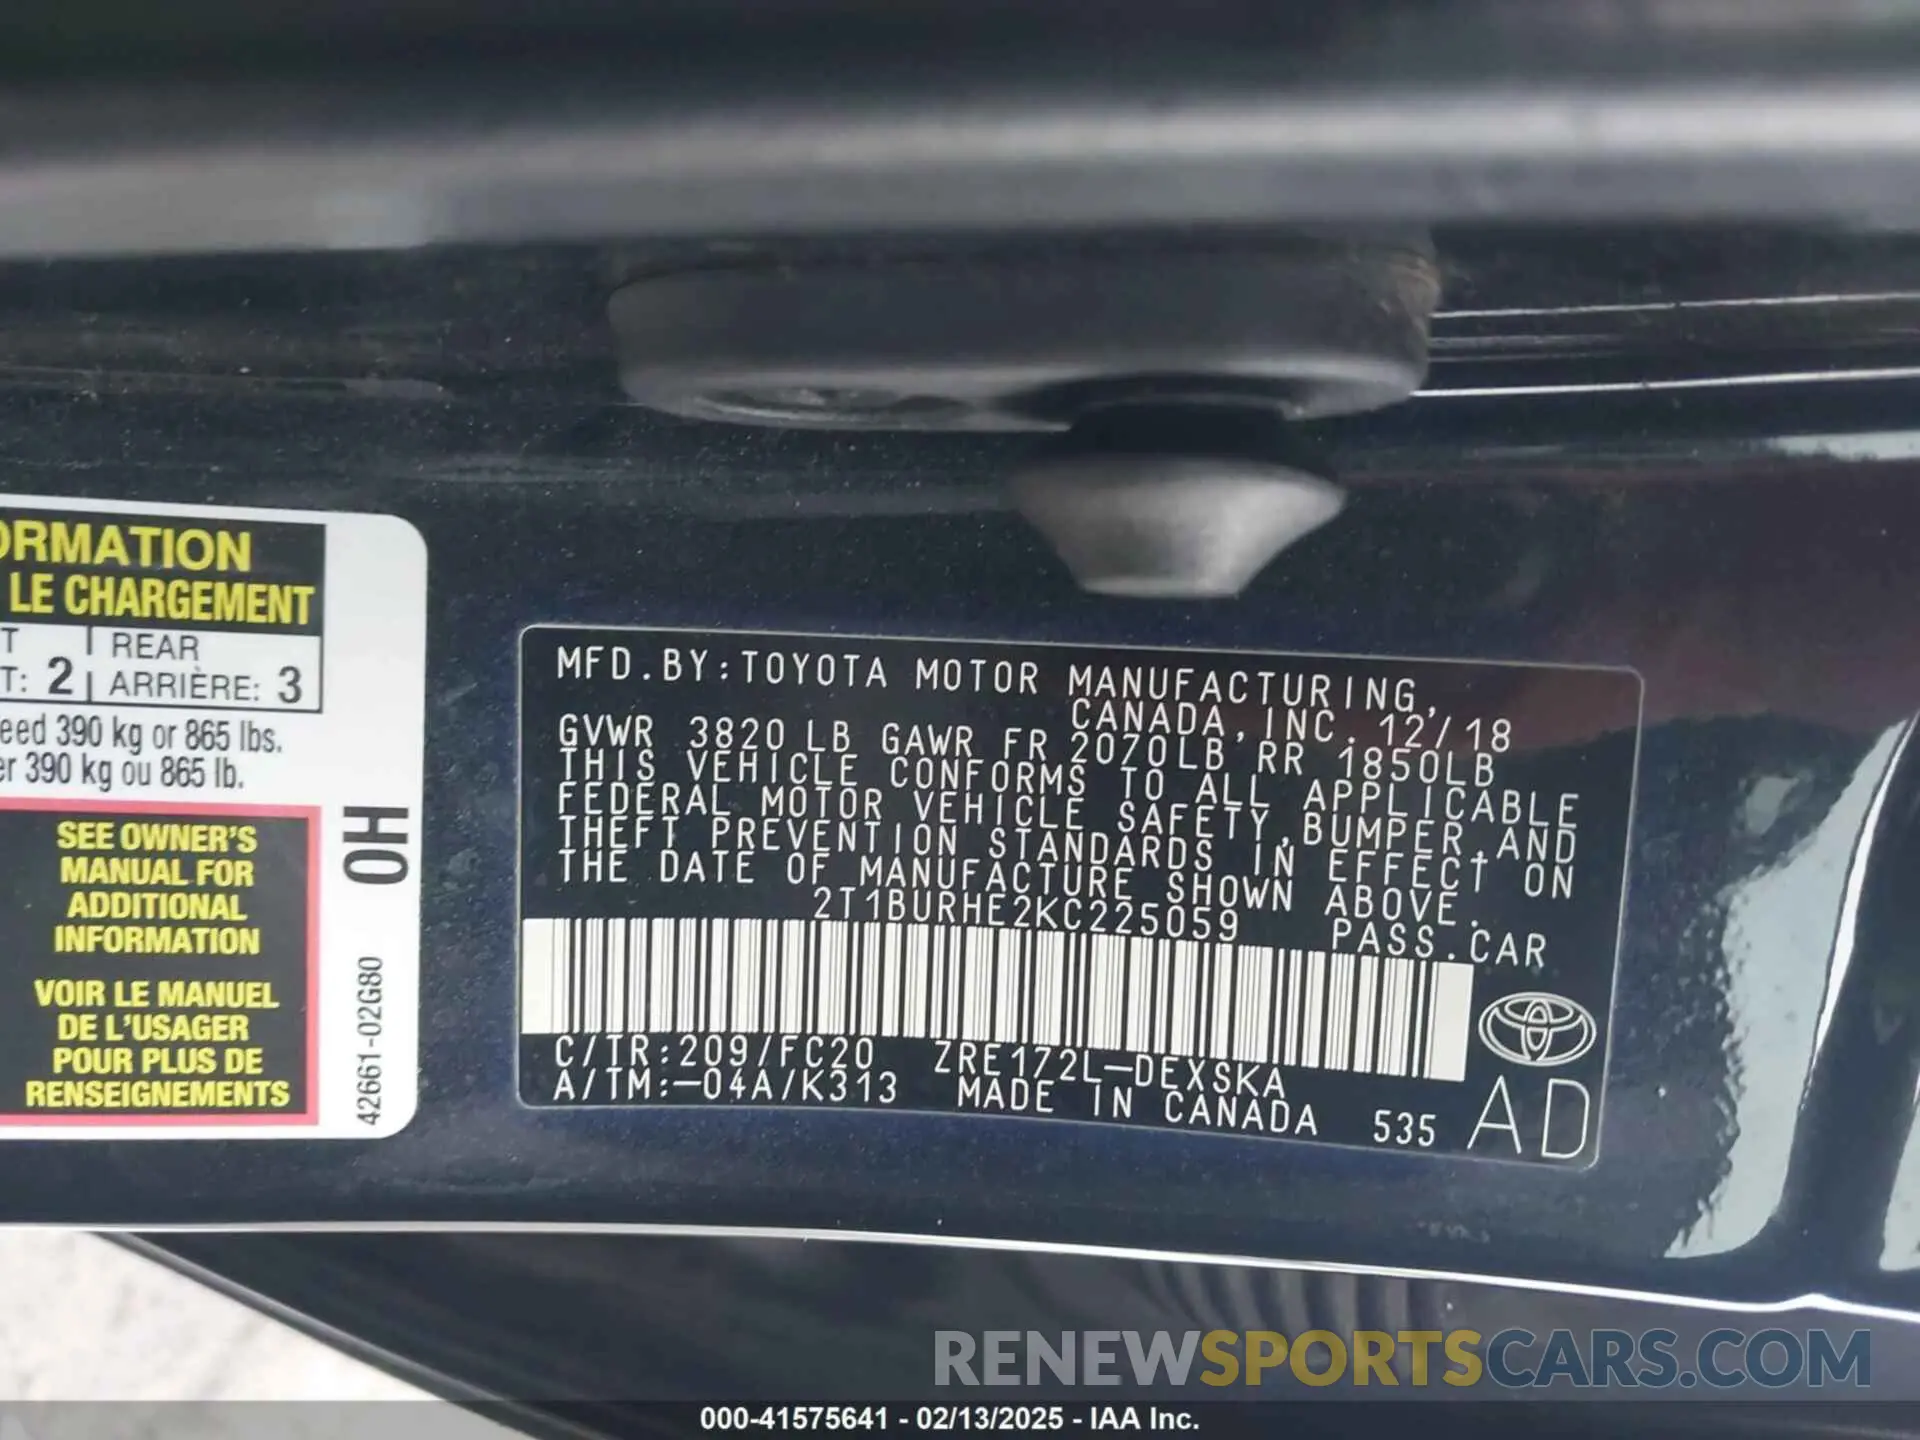 ORMATION
LE CHARGEMENT
T REAR
T: 2 ARRIÈRE: 3
eed 390 kg or 865 lbs.
er 390 kg ou 865 lb.
SEE OWNER'S
MANUAL FOR
ADDITIONAL
INFORMATION
VOIR LE MANUEL
DE L'USAGER
POUR PLUS DE
RENSEIGNEMENTS
OH
42661-02G80
MFD.BY:TOYOTA MOTOR MANUFACTURING,
CANADA,INC. 12/18
GVWR 3820LB GAWR FR 2070LB RR 1850LB
THIS VEHICLE CONFORMS TO ALL APPLICABLE
FEDERAL MOTOR VEHICLE SAFETY,BUMPER,AND
THEFT PREVENTION STANDARDS IN EFFECT ON
THE DATE OF MANUFACTURE SHOWN ABOVE.
2T1BURHE2KC225059 PASS.CAR
C/TR:209/FC20 ZRE172L-DEXSKA
A/TM:-04A/K313 MADE IN CANADA 535
AD
RENEWSPORTSCARS.COM
000-41575641 - 02/13/2025 - IAA Inc.